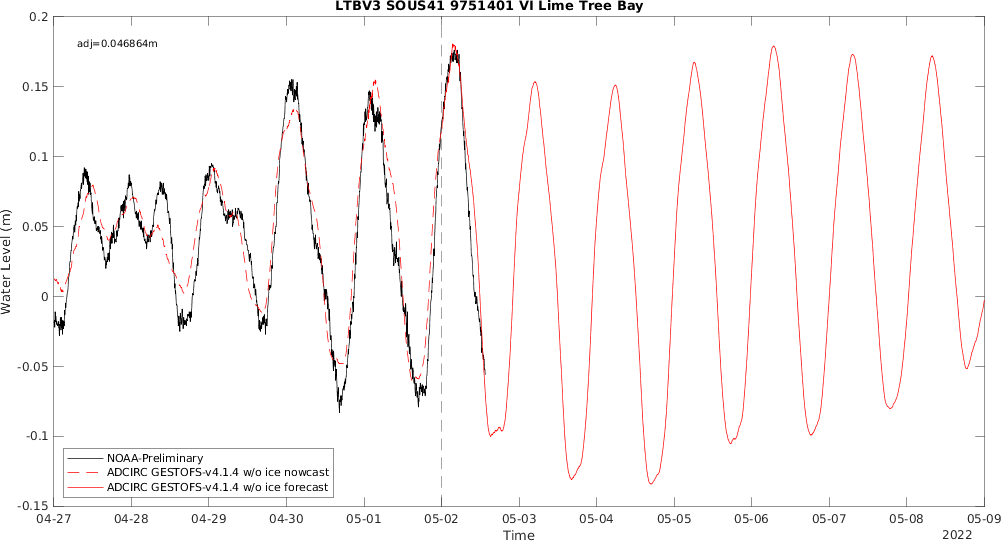 LTBV3 SOUS41 9751401 VI Lime Tree Bay
adj=0.046864m
0.2
0.15
0.1
0.05
0
-0.05
-0.1
-0.15
Water Level (m)
NOAA-Preliminary
ADCIRC GESTOFS-v4.1.4 w/o ice nowcast
ADCIRC GESTOFS-v4.1.4 w/o ice forecast
04-27 04-28 04-29 04-30 05-01 05-02 05-03 05-04 05-05 05-06 05-07 05-08 05-09
Time
2022